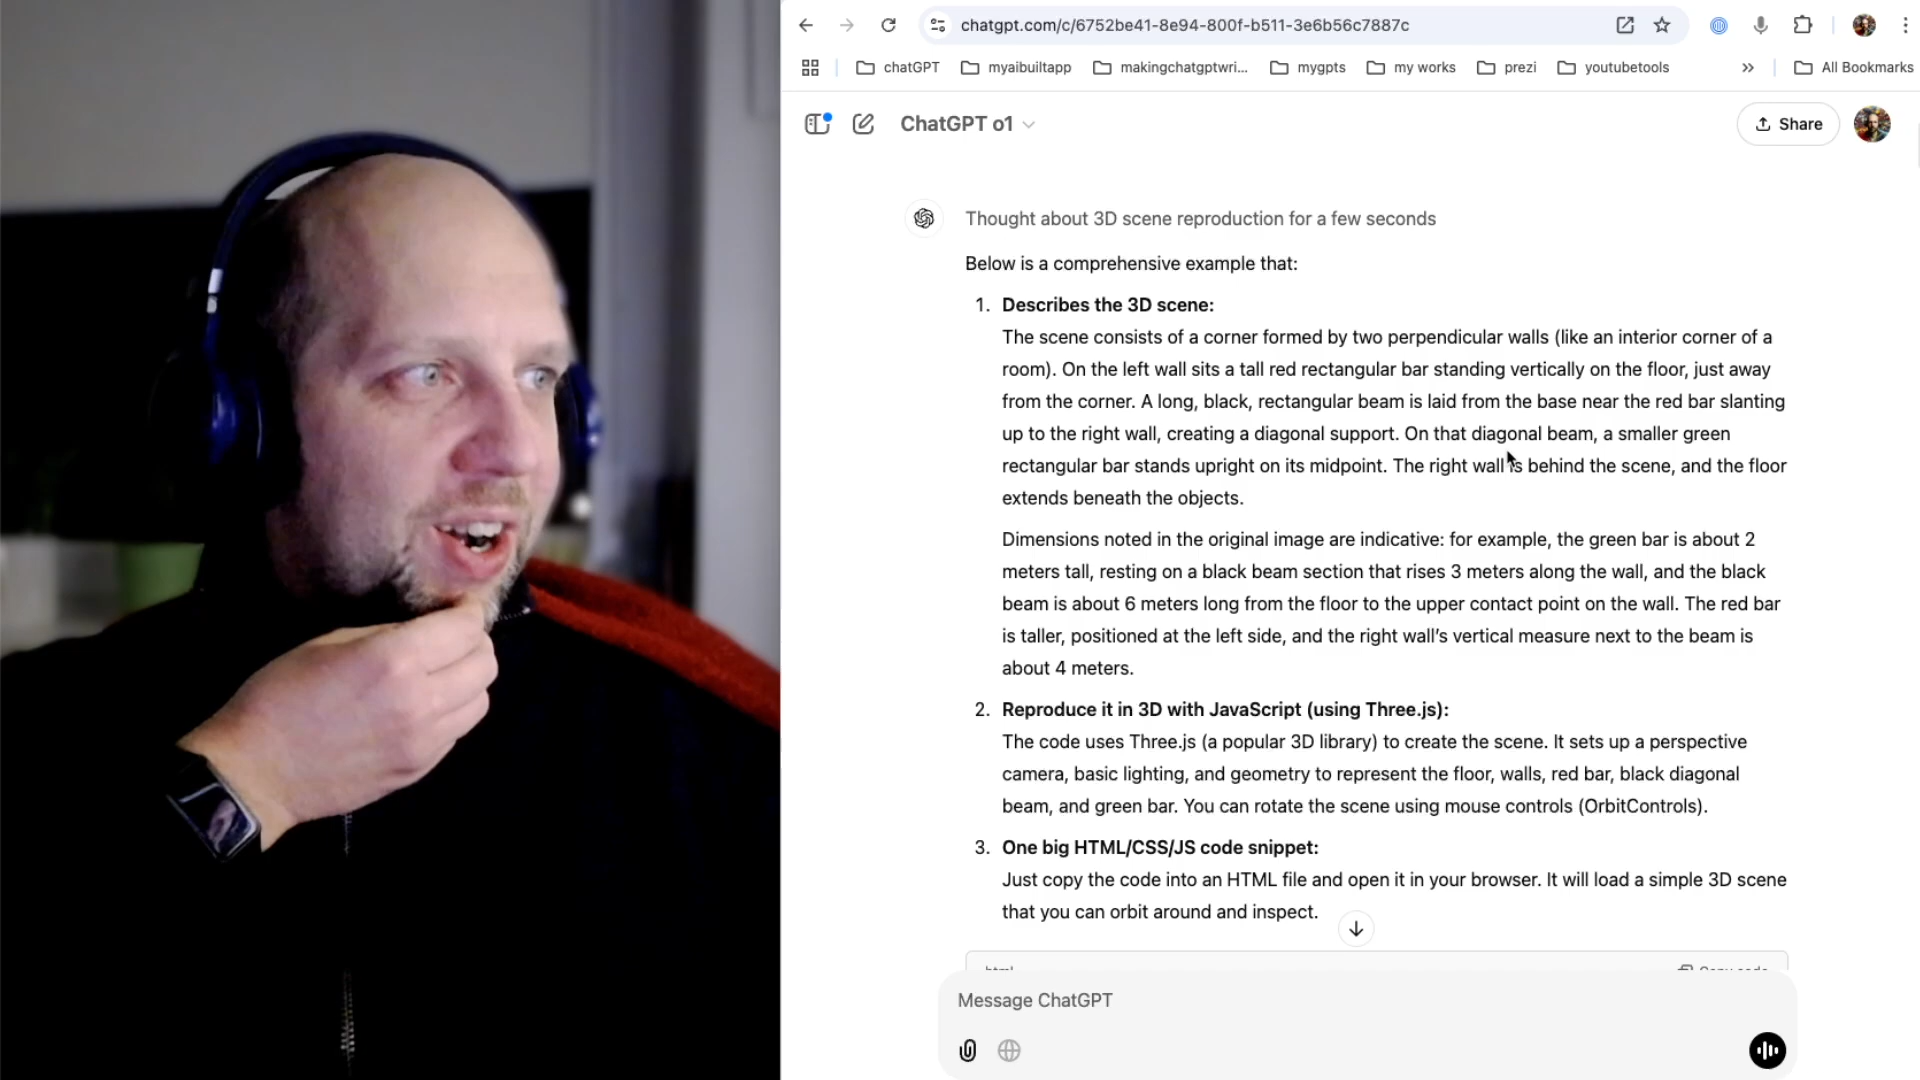 chatgpt.com/c/6752be41-8e94-800f-b511-3e6b56c7887c
chatGPT myaibuiltapp makingchatgptwri... mygpts my works prezi youtubetools All Bookmarks
ChatGPT o1
Share
Thought about 3D scene reproduction for a few seconds
Below is a comprehensive example that:
1. Describes the 3D scene:
The scene consists of a corner formed by two perpendicular walls (like an interior corner of a
room). On the left wall sits a tall red rectangular bar standing vertically on the floor, just away
from the corner. A long, black, rectangular beam is laid from the base near the red bar slanting
up to the right wall, creating a diagonal support. On that diagonal beam, a smaller green
rectangular bar stands upright on its midpoint. The right wall is behind the scene, and the floor
extends beneath the objects.
Dimensions noted in the original image are indicative: for example, the green bar is about 2
meters tall, resting on a black beam section that rises 3 meters along the wall, and the black
beam is about 6 meters long from the floor to the upper contact point on the wall. The red bar
is taller, positioned at the left side, and the right wall’s vertical measure next to the beam is
about 4 meters.
2. Reproduce it in 3D with JavaScript (using Three.js):
The code uses Three.js (a popular 3D library) to create the scene. It sets up a perspective
camera, basic lighting, and geometry to represent the floor, walls, red bar, black diagonal
beam, and green bar. You can rotate the scene using mouse controls (OrbitControls).
3. One big HTML/CSS/JS code snippet:
Just copy the code into an HTML file and open it in your browser. It will load a simple 3D scene
that you can orbit around and inspect.
html Copy code
Message ChatGPT